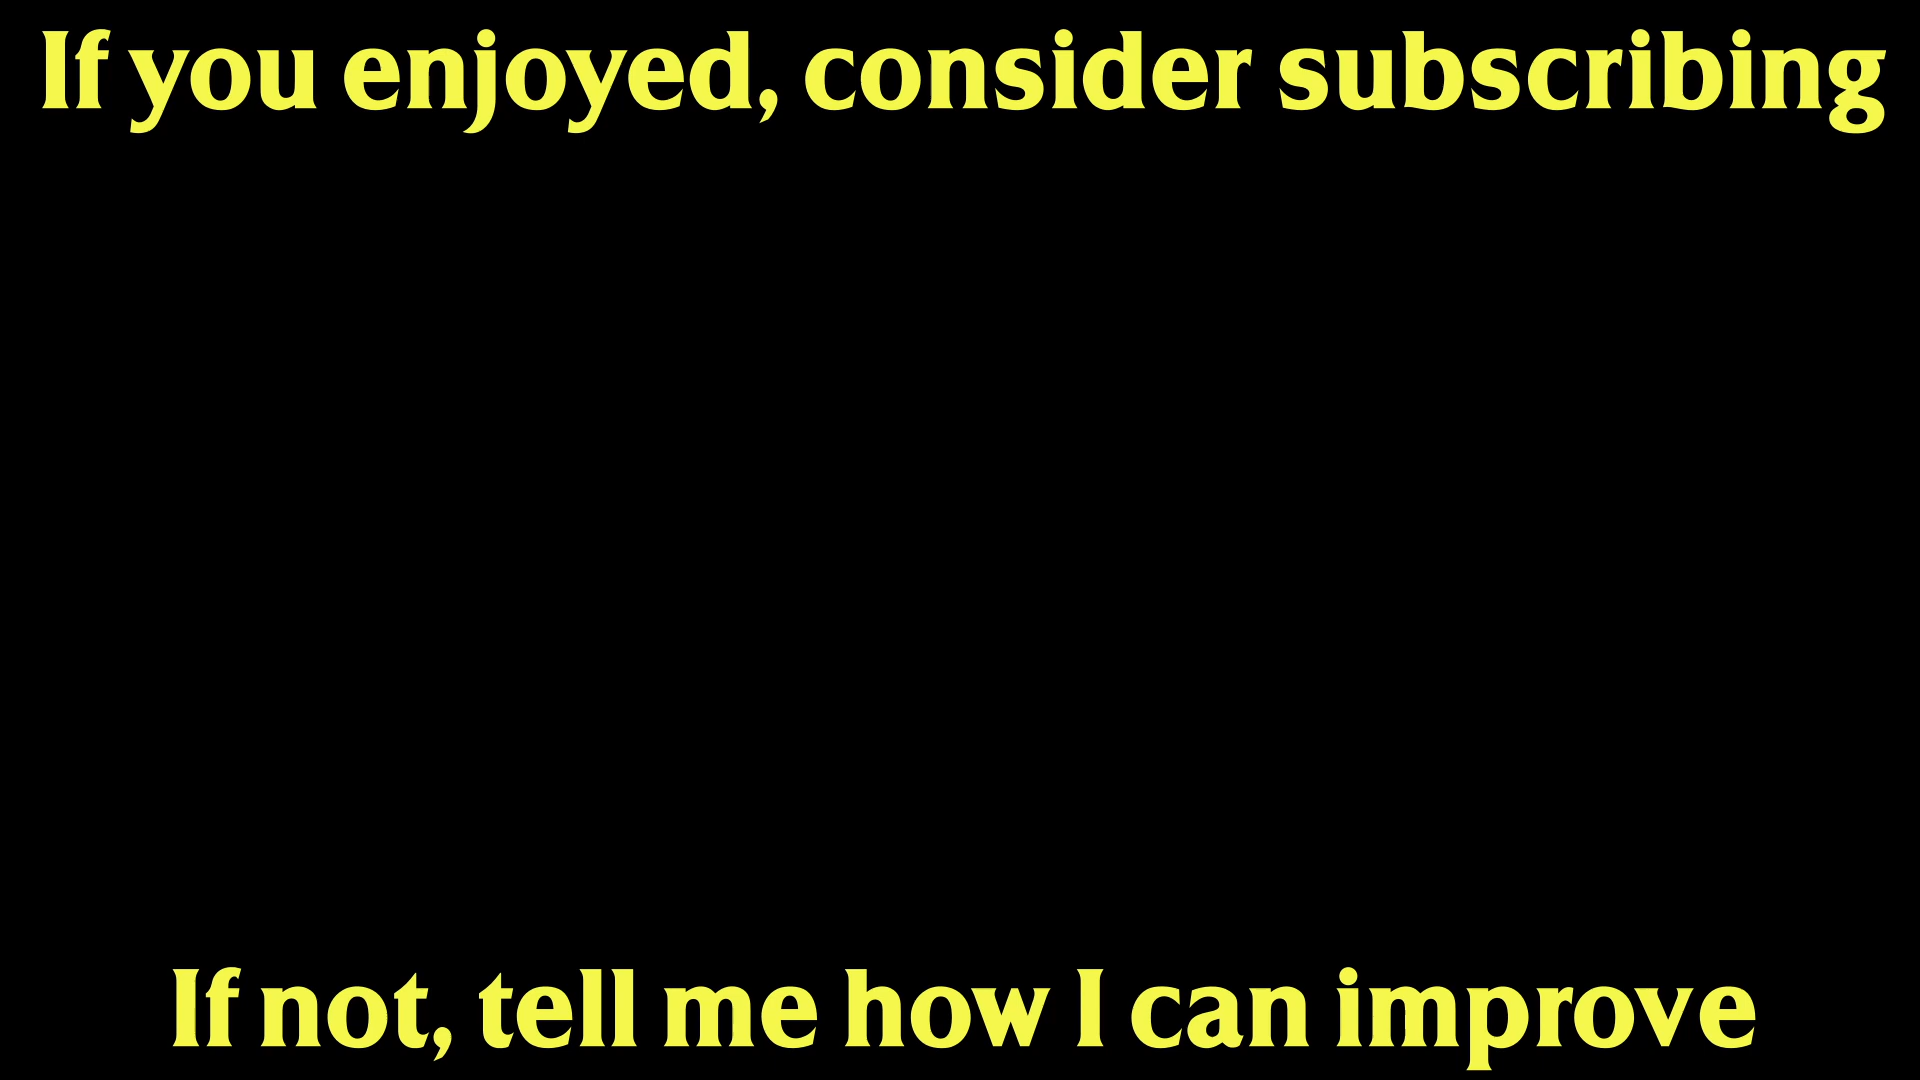 If you enjoyed, consider subscribing
If not, tell me how I can improve